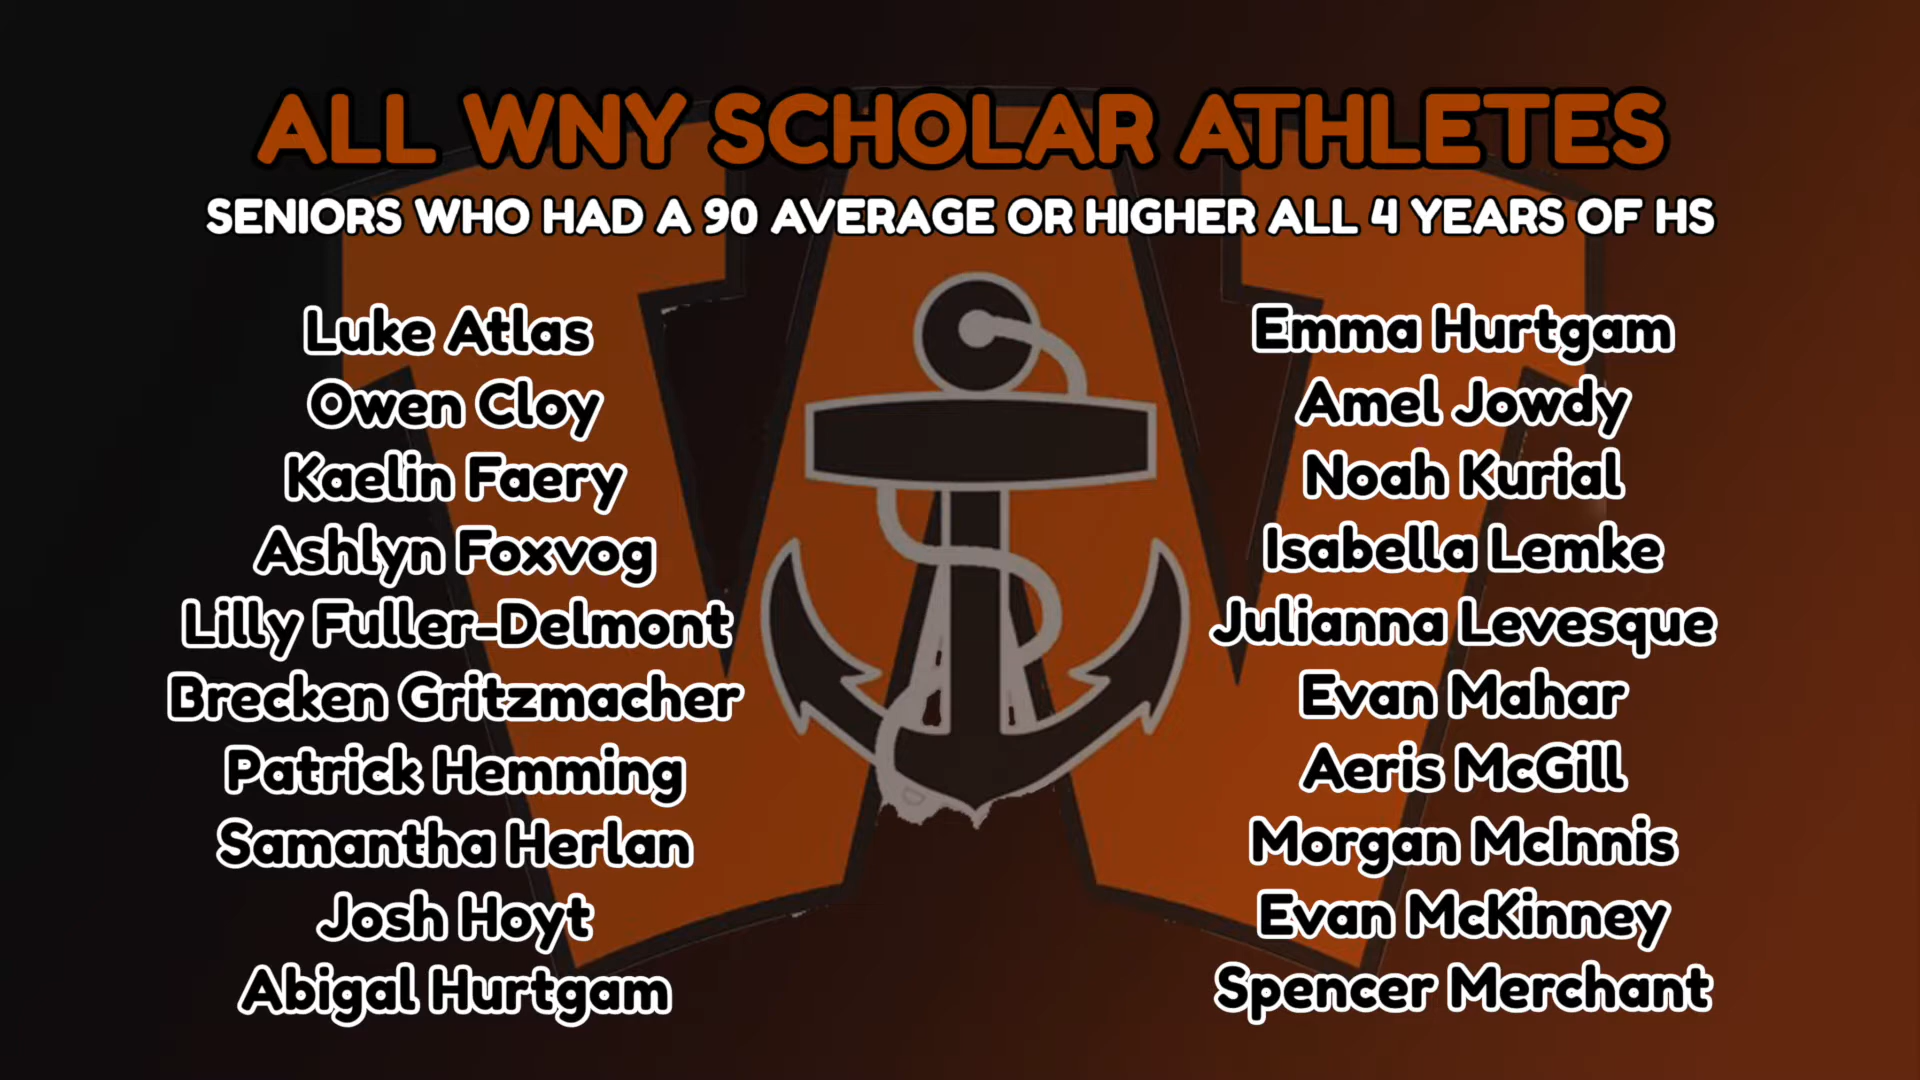 ALL WNY SCHOLAR ATHLETES
SENIORS WHO HAD A 90 AVERAGE OR HIGHER ALL 4 YEARS OF HS
Luke Atlas
Owen Cloy
Kaelin Faery
Ashlyn Foxvog
Lilly Fuller-Delmont
Brecken Gritzmacher
Patrick Hemming
Samantha Herlan
Josh Hoyt
Abigal Hurtgam
Emma Hurtgam
Amel Jowdy
Noah Kurial
Isabella Lemke
Julianna Levesque
Evan Mahar
Aeris McGill
Morgan McInnis
Evan McKinney
Spencer Merchant